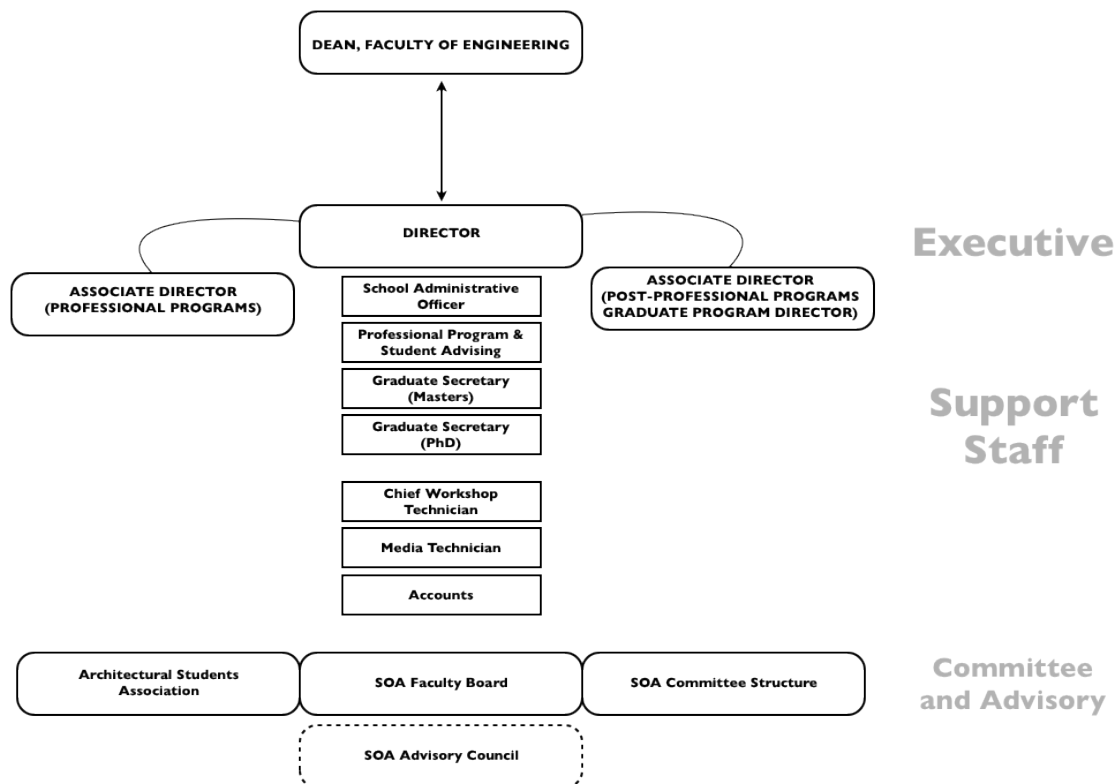 DEAN, FACULTY OF ENGINEERING
DIRECTOR
Executive
ASSOCIATE DIRECTOR
(PROFESSIONAL PROGRAMS)
ASSOCIATE DIRECTOR
(POST-PROFESSIONAL PROGRAMS
GRADUATE PROGRAM DIRECTOR)
School Administrative
Officer
Professional Program &
Student Advising
Graduate Secretary
(Masters)
Graduate Secretary
(PhD)
Support
Staff
Chief Workshop
Technician
Media Technician
Accounts
Architectural Students
Association
SOA Faculty Board
SOA Committee Structure
Committee
and Advisory
SOA Advisory Council